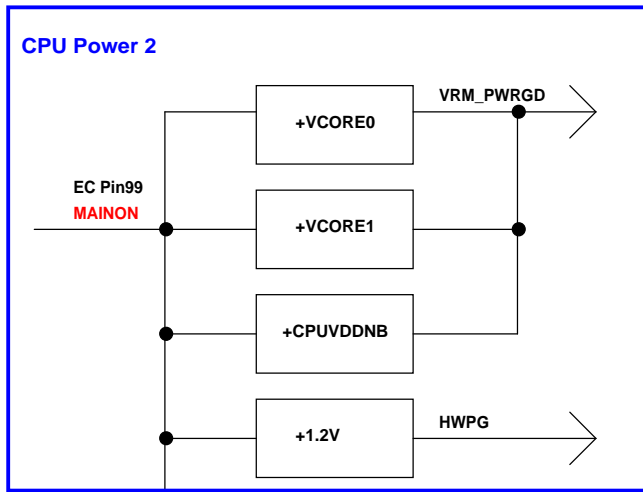 CPU Power 2
VRM_PWRGD
+VCORE0
EC Pin99
MAINON
+VCORE1
+CPUVDDNB
+1.2V
HWPG